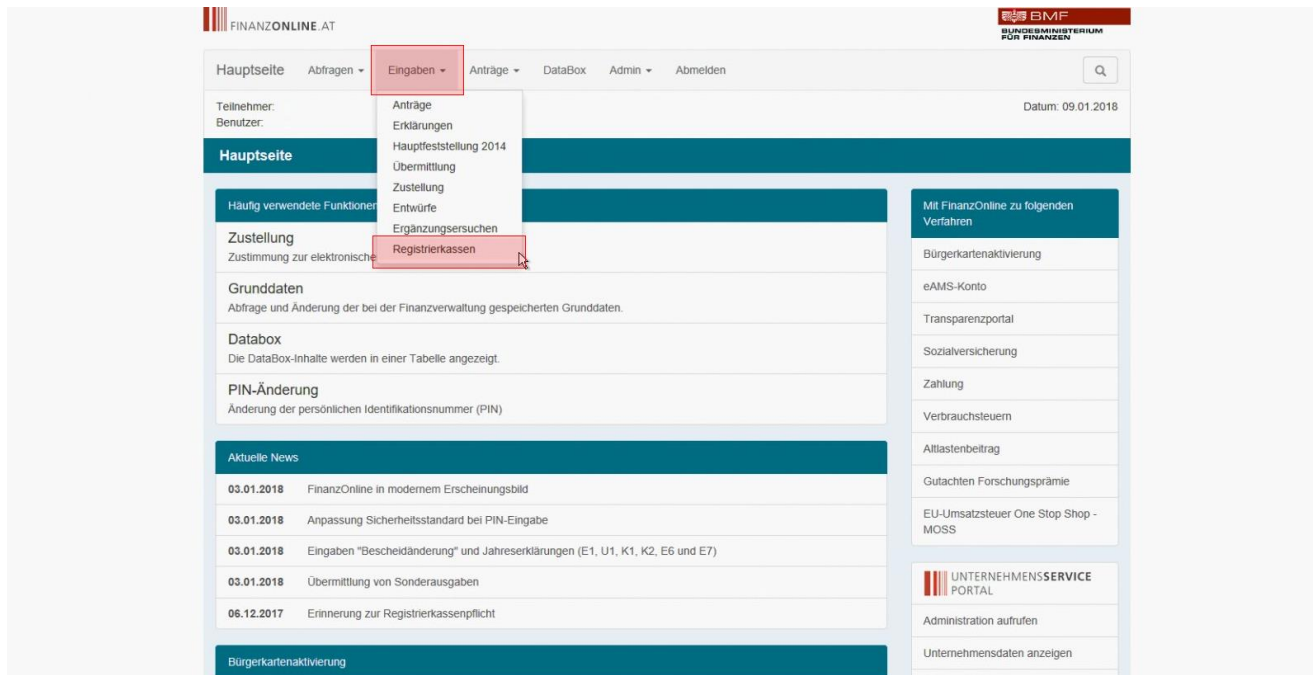 FINANZONLINE.AT
BMF
BUNDESMINISTERIUM
FÜR FINANZEN
Hauptseite Abfragen Eingaben Anträge DataBox Admin Abmelden
Teilnehmer:
Benutzer:
Datum: 09.01.2018
Anträge
Erklärungen
Hauptfeststellung 2014
Übermittlung
Zustellung
Entwürfe
Ergänzungsersuchen
Registrierkassen
Hauptseite
Häufig verwendete Funktionen
Zustellung
Zustimmung zur elektronische
Grunddaten
Abfrage und Änderung der bei der Finanzverwaltung gespeicherten Grunddaten.
Databox
Die DataBox-Inhalte werden in einer Tabelle angezeigt.
PIN-Änderung
Änderung der persönlichen Identifikationsnummer (PIN)
Aktuelle News
03.01.2018 FinanzOnline in modernem Erscheinungsbild
03.01.2018 Anpassung Sicherheitsstandard bei PIN-Eingabe
03.01.2018 Eingaben "Bescheidänderung" und Jahreserklärungen (E1, U1, K1, K2, E6 und E7)
03.01.2018 Übermittlung von Sonderausgaben
06.12.2017 Erinnerung zur Registrierkassenpflicht
Bürgerkartenaktivierung
Mit FinanzOnline zu folgenden
Verfahren
Bürgerkartenaktivierung
eAMS-Konto
Transparenzportal
Sozialversicherung
Zahlung
Verbrauchsteuern
Altlastenbeitrag
Gutachten Forschungsprämie
EU-Umsatzsteuer One Stop Shop -
MOSS
UNTERNEHMENSSERVICE
PORTAL
Administration aufrufen
Unternehmensdaten anzeigen